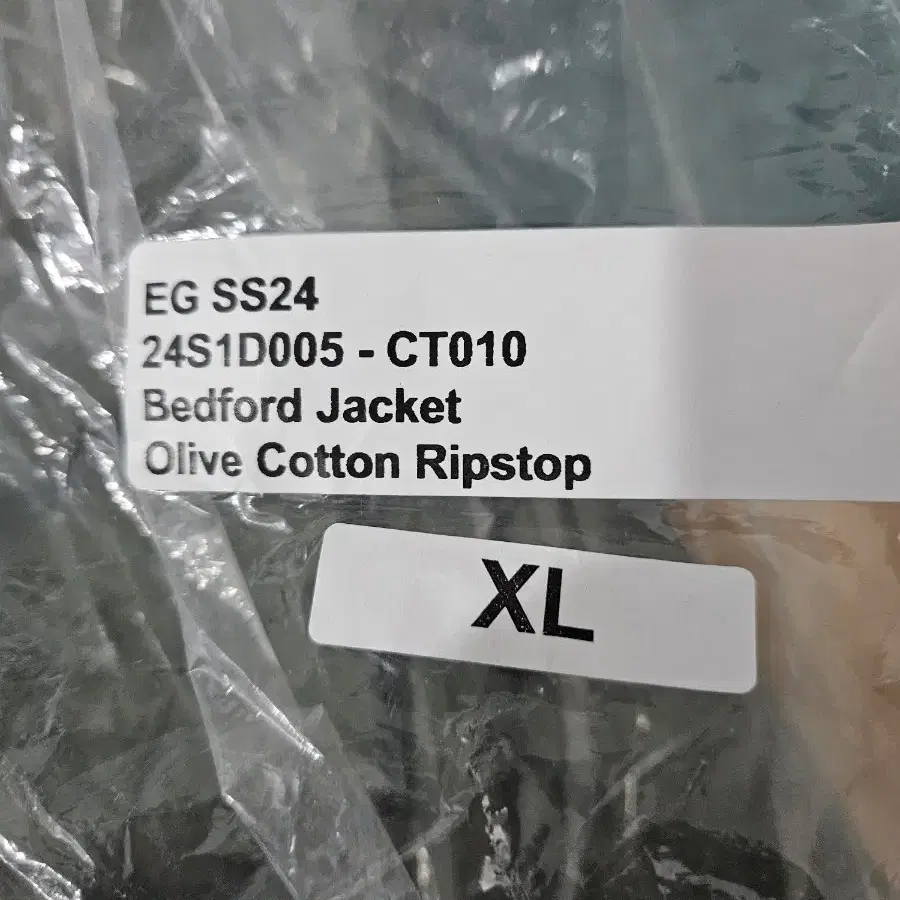 EG SS24
24S1D005 - CT010
Bedford Jacket
Olive Cotton Ripstop
XL